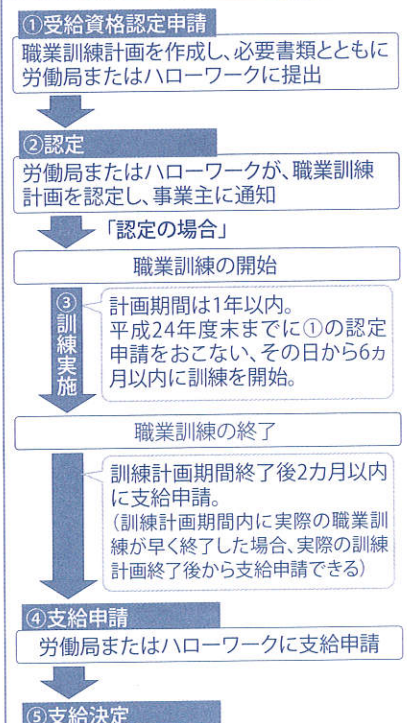 ①受給資格認定申請
職業訓練計画を作成し、必要書類とともに
労働局またはハローワークに提出
②認定
労働局またはハローワークが、職業訓練
計画を認定し、事業主に通知
「認定の場合」
職業訓練の開始
③訓練実施
計画期間は1年以内。
平成24年度末までに①の認定
申請をおこない、その日から6ヵ
月以内に訓練を開始。
職業訓練の終了
訓練計画期間終了後2カ月以内
に支給申請。
(訓練計画期間内に実際の職業訓
練が早く終了した場合、実際の訓練
計画終了後から支給申請できる)
④支給申請
労働局またはハローワークに支給申請
⑤支給決定